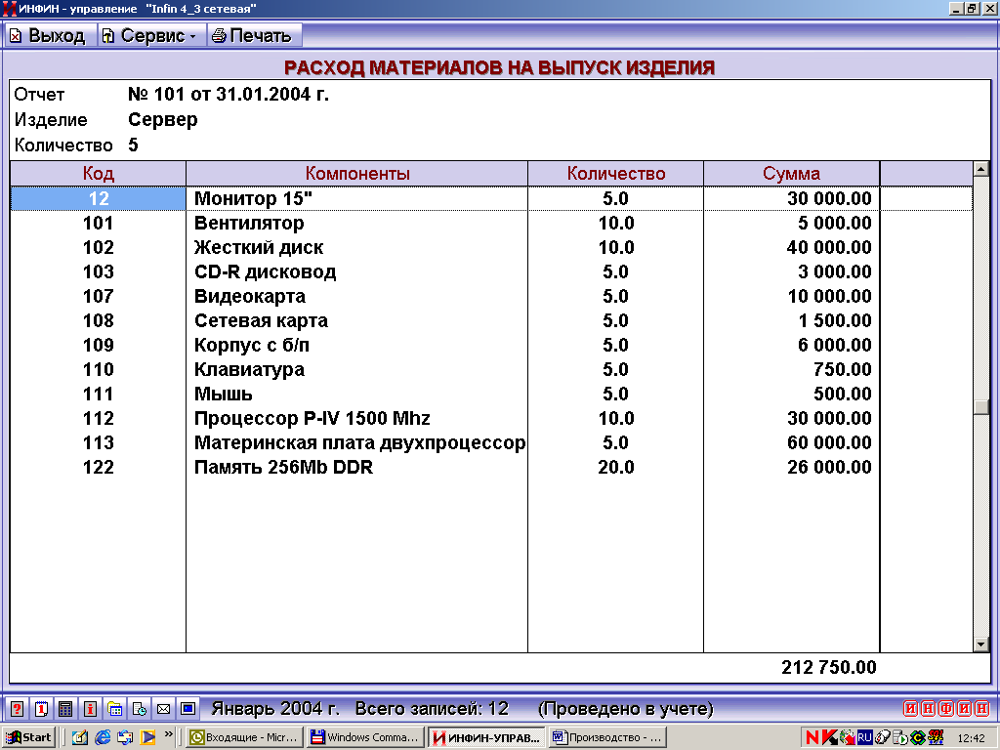 ИНФИН - управление "Infin 4_3 сетевая"
Выход Сервис Печать
РАСХОД МАТЕРИАЛОВ НА ВЫПУСК ИЗДЕЛИЯ
Отчет № 101 от 31.01.2004 г.
Изделие Сервер
Количество 5
Код Компоненты Количество Сумма
12 Монитор 15" 5.0 30 000.00
101 Вентилятор 10.0 5 000.00
102 Жесткий диск 10.0 40 000.00
103 CD-R дисковод 5.0 3 000.00
107 Видеокарта 5.0 10 000.00
108 Сетевая карта 5.0 1 500.00
109 Корпус с б/п 5.0 6 000.00
110 Клавиатура 5.0 750.00
111 Мышь 5.0 500.00
112 Процессор P-IV 1500 Mhz 10.0 30 000.00
113 Материнская плата двухпроцессор 5.0 60 000.00
122 Память 256Mb DDR 20.0 26 000.00
212 750.00
Январь 2004 г. Всего записей: 12 (Проведено в учете) ИНФИН
Start » Входящие - Micr... Windows Comma... ИНФИН-УПРАВ... Производство - ... RU 12:42